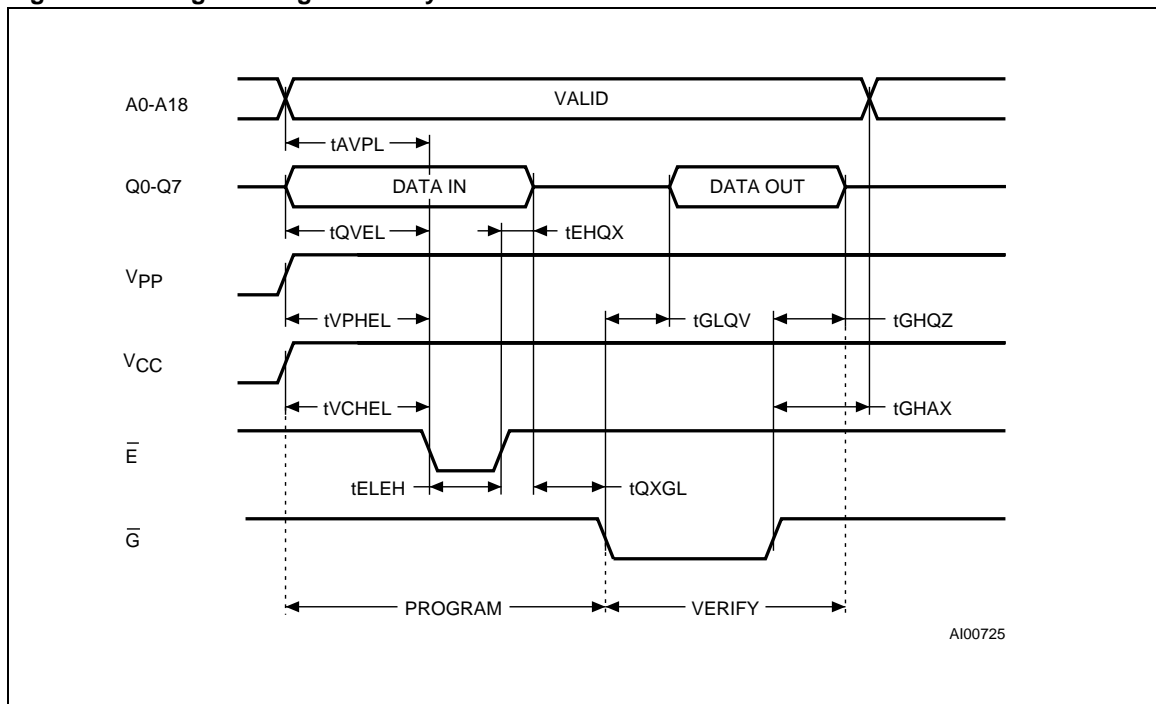 A0-A18
VALID
tAVPL
Q0-Q7
DATA IN
DATA OUT
tQVEL
tEHQX
VPP
tVPHEL
tGLQV
tGHQZ
VCC
tVCHEL
tGHAX
E̅
tELEH
tQXGL
G̅
PROGRAM
VERIFY
AI00725